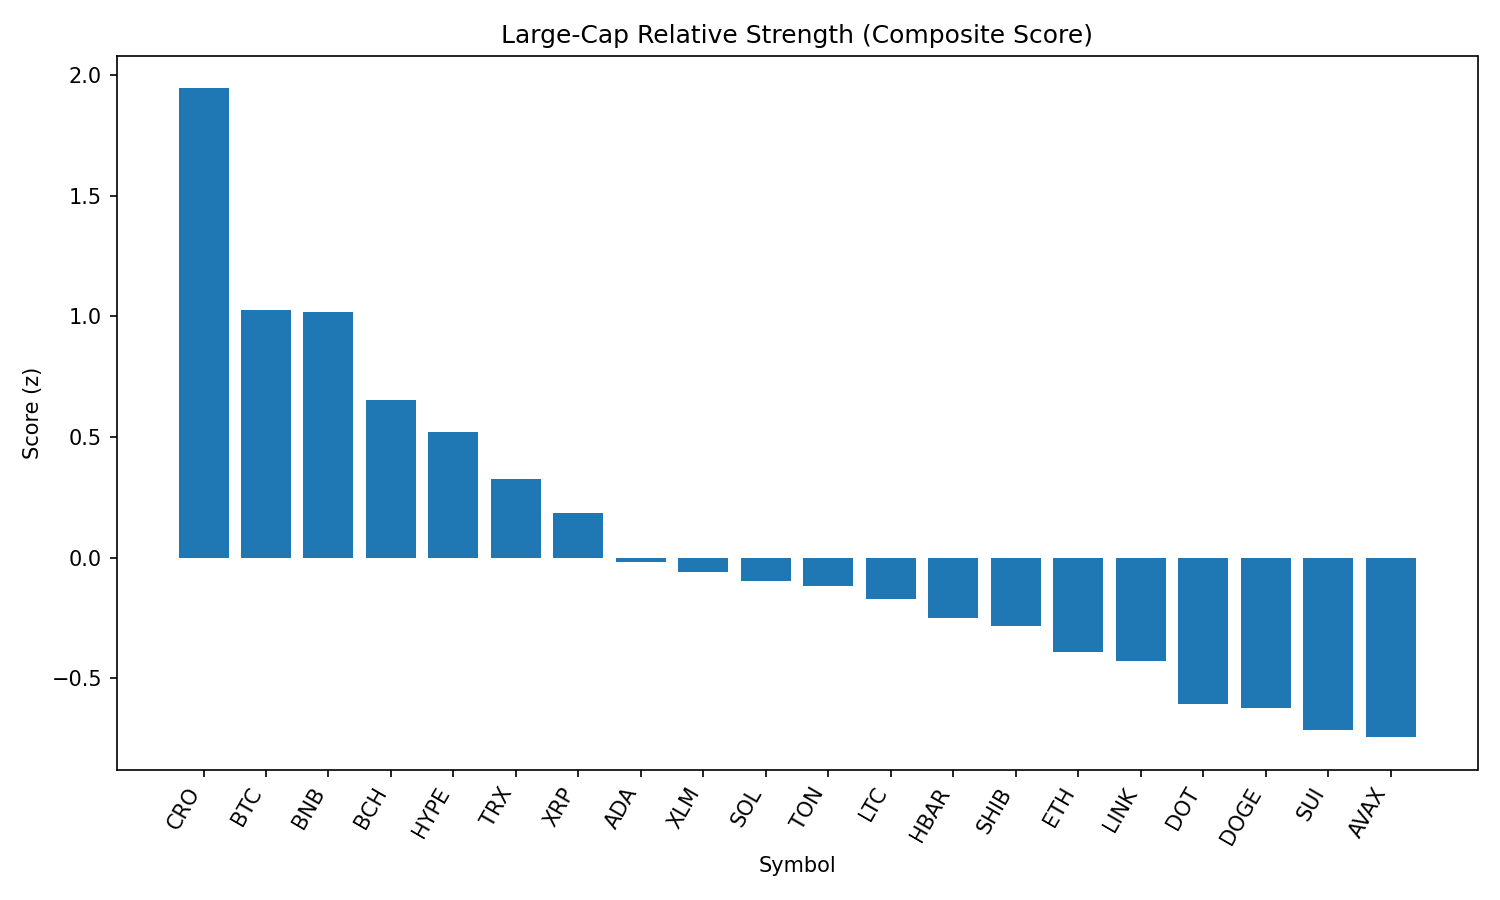 Large-Cap Relative Strength (Composite Score)
Score (z)
2.0
1.5
1.0
0.5
0.0
−0.5
CRO
BTC
BNB
BCH
HYPE
TRX
XRP
ADA
XLM
SOL
TON
LTC
HBAR
SHIB
ETH
LINK
DOT
DOGE
SUI
AVAX
Symbol